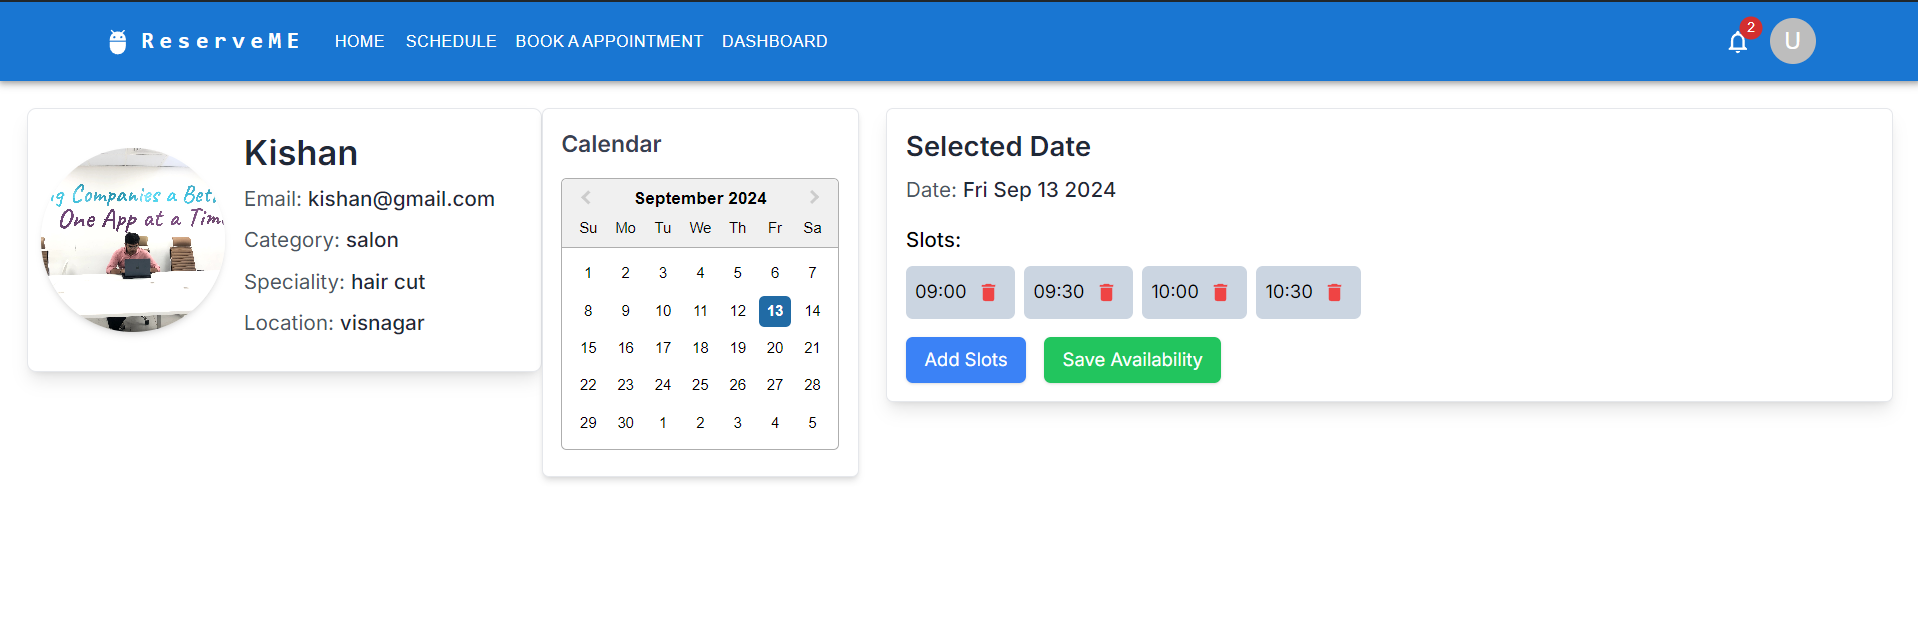 ReserveME HOME SCHEDULE BOOK A APPOINTMENT DASHBOARD 2 U
Kishan
Email: kishan@gmail.com
Category: salon
Speciality: hair cut
Location: visnagar
Companies a Bet
One App at a Tim
Calendar
September 2024
Su Mo Tu We Th Fr Sa
1 2 3 4 5 6 7
8 9 10 11 12 13 14
15 16 17 18 19 20 21
22 23 24 25 26 27 28
29 30 1 2 3 4 5
Selected Date
Date: Fri Sep 13 2024
Slots:
09:00 09:30 10:00 10:30
Add Slots Save Availability